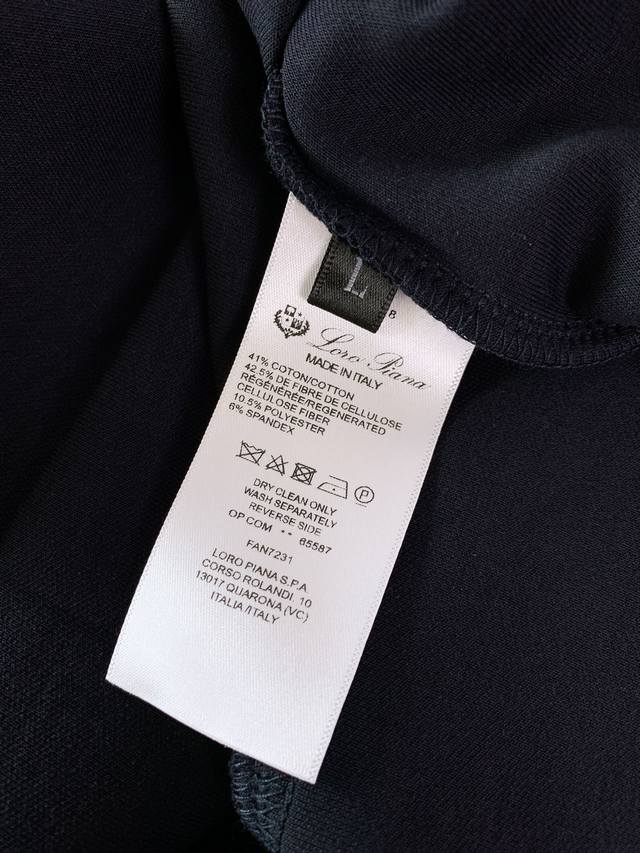 L
8
Loro Piana
MADE IN ITALY
41% COTON/COTTON
42.5% DE FIBRE DE CELLULOSE
RÉGÉNÉRÉE/REGENERATED
CELLULOSE FIBER
10.5% POLYESTER
6% SPANDEX
P
DRY CLEAN ONLY
WASH SEPARATELY
REVERSE SIDE
OP COM ** 65587
FAN7231
LORO PIANA S.P.A.
CORSO ROLANDI, 10
13017 QUARONA (VC)
ITALIA /ITALY